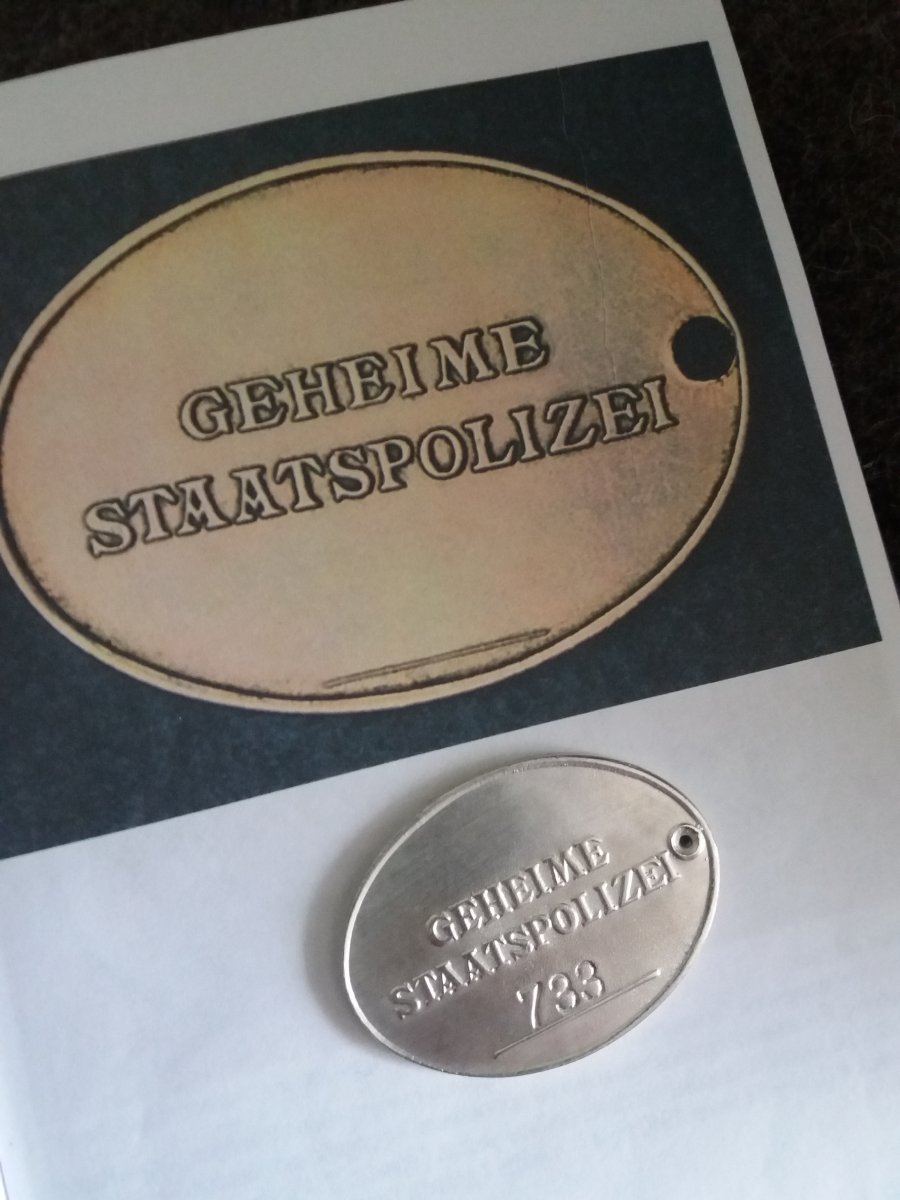 GEHEIME
STAATSPOLIZEI
GEHEIME
STAATSPOLIZEI
733